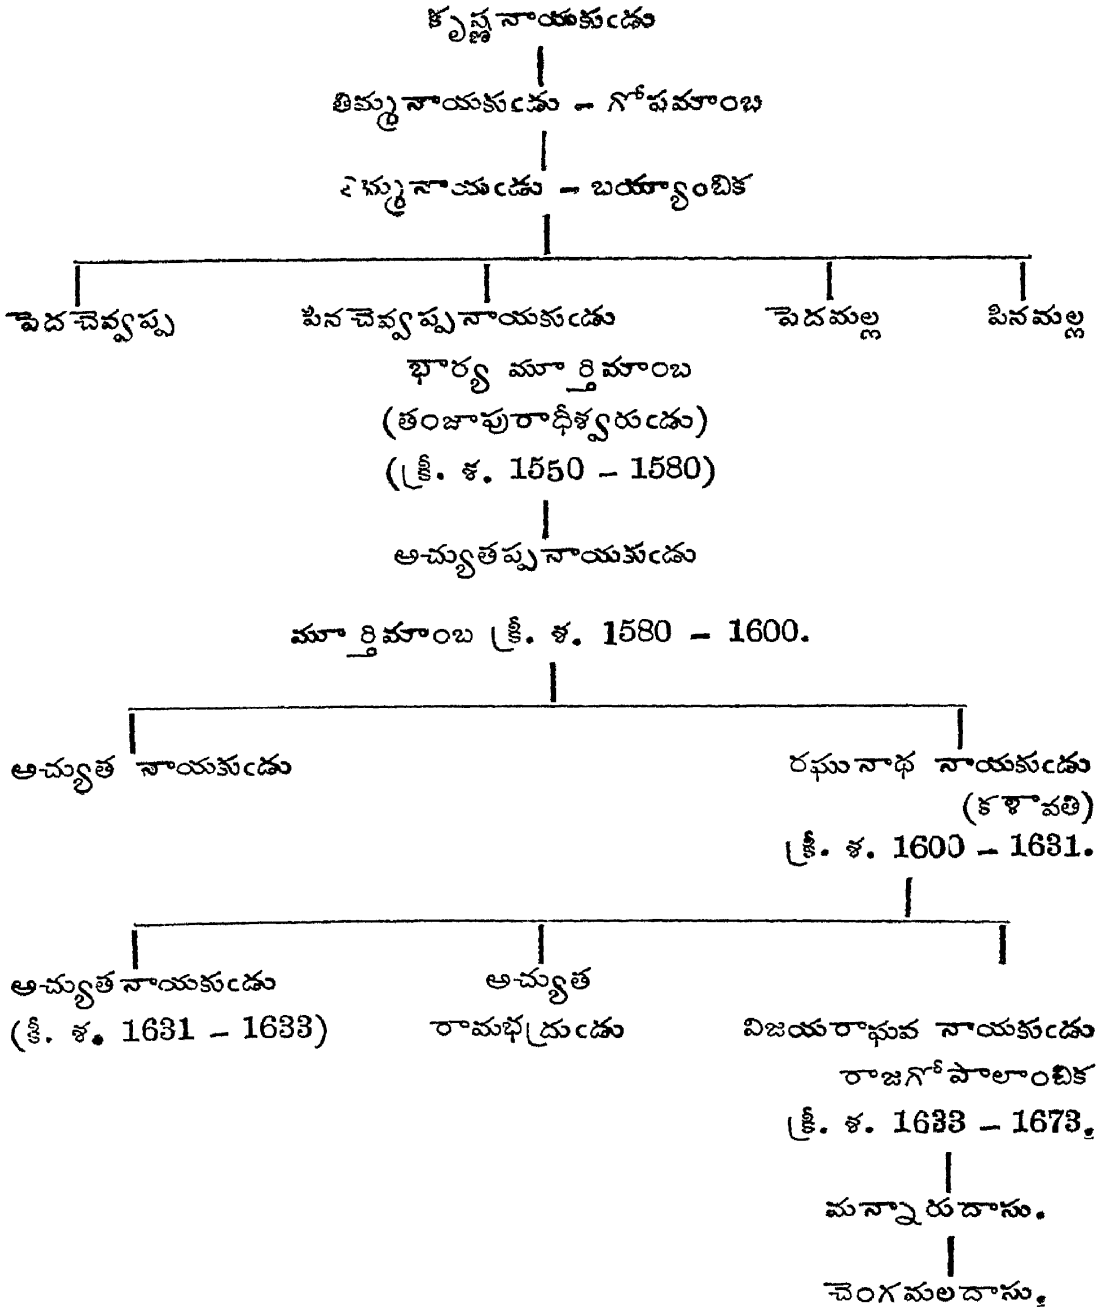 కృష్ణనాయకుఁడు
తిమ్మనాయకుఁడు – గోపమాంబ
తిమ్మనాయఁడు – బయ్యాంబిక
పెదచెవ్వప్ప పినచెవ్వప్పనాయకుఁడు పెదమల్ల పినమల్ల
భార్య మూర్తిమాంబ
(తంజాపురాధీశ్వరుఁడు)
(క్రీ. శ. 1550 – 1580)
అచ్యుతప్పనాయకుఁడు
మూర్తిమాంబ క్రీ. శ. 1580 – 1600.
అచ్యుత నాయకుఁడు రఘునాథ నాయకుఁడు
(కళావతి)
క్రీ. శ. 1600 – 1631.
అచ్యుతనాయకుఁడు అచ్యుత
(క్రీ. శ. 1631 – 1633) రామభద్రుఁడు విజయరాఘవ నాయకుఁడు
రాజగోపాలాంబిక
క్రీ. శ. 1633 – 1673.
మన్నారుదాసు.
చెంగమలదాసు.